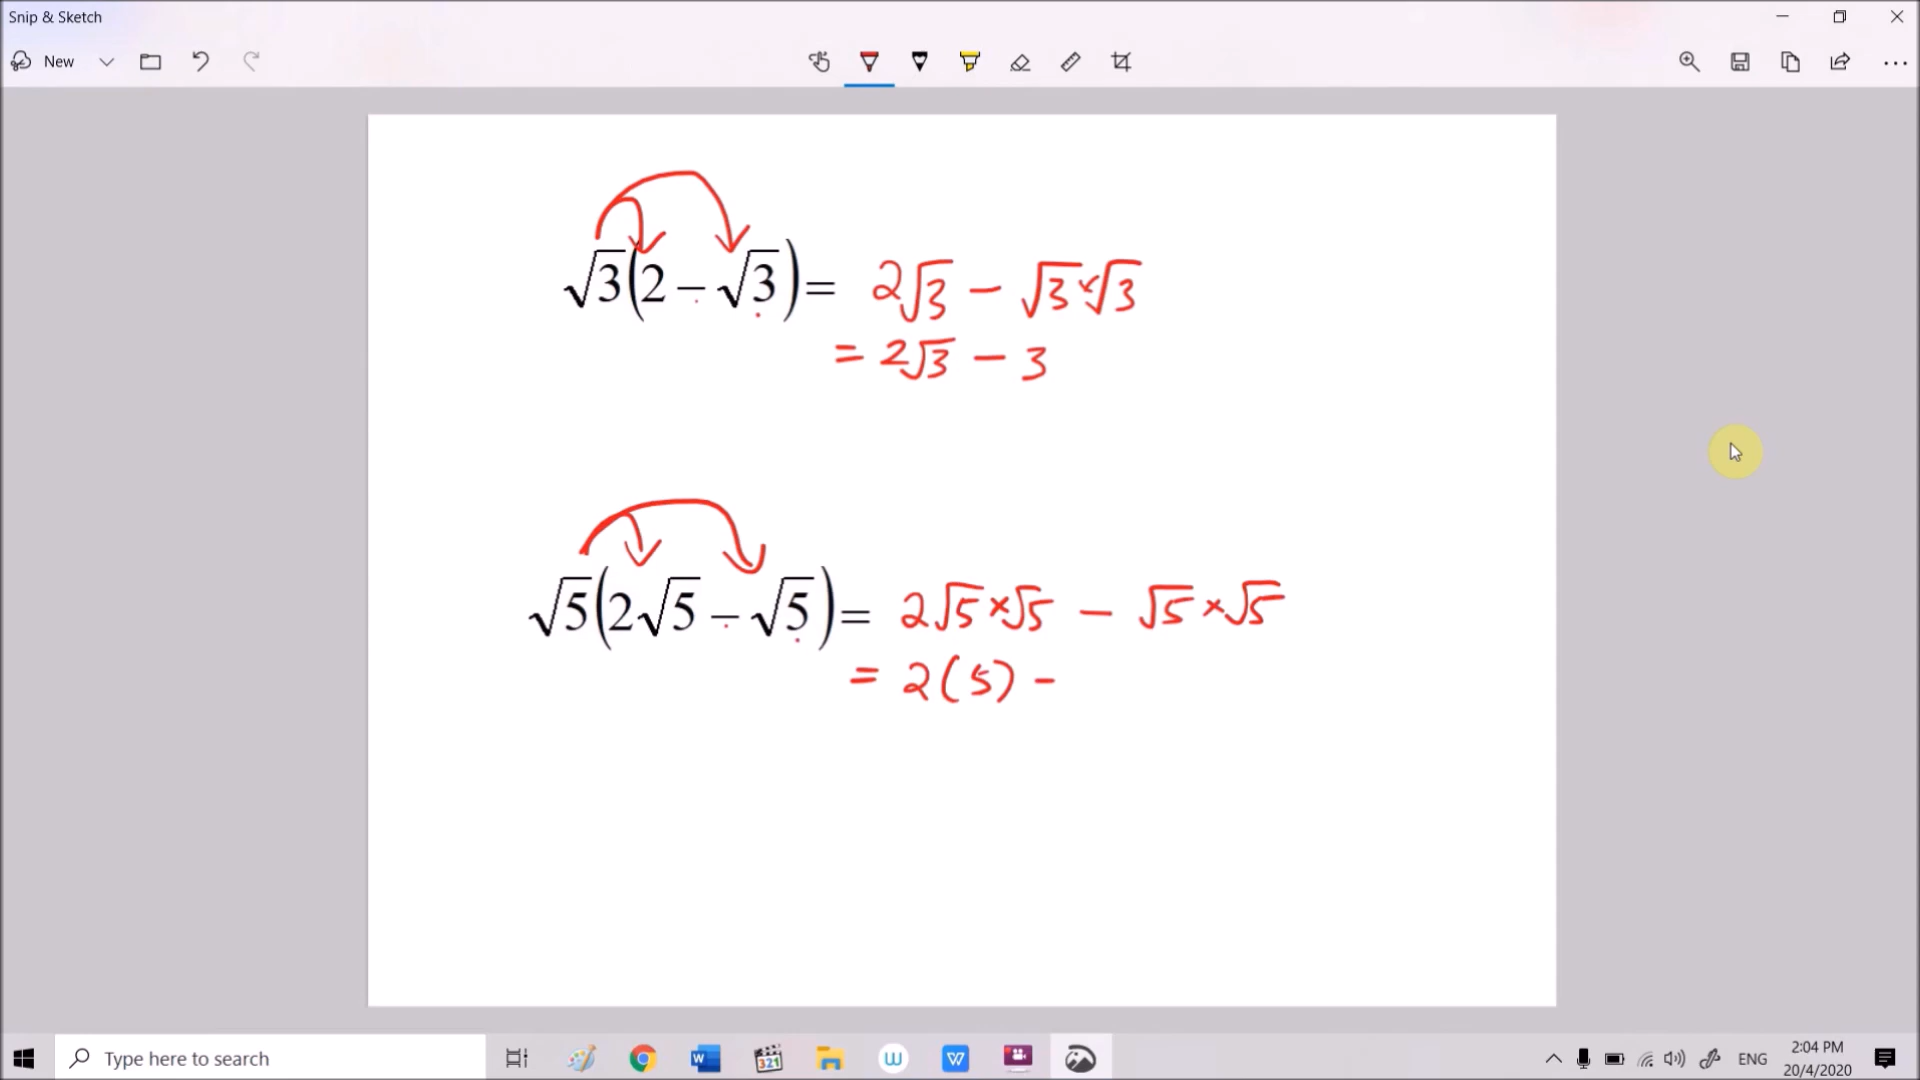 Snip & Sketch
New
√3(2 − √3) = 2√3 − √3 × √3
= 2√3 − 3
√5(2√5 − √5) = 2√5 × √5 − √5 × √5
= 2(5) −
Type here to search
W
321
W
W
ENG
2:04 PM
20/4/2020